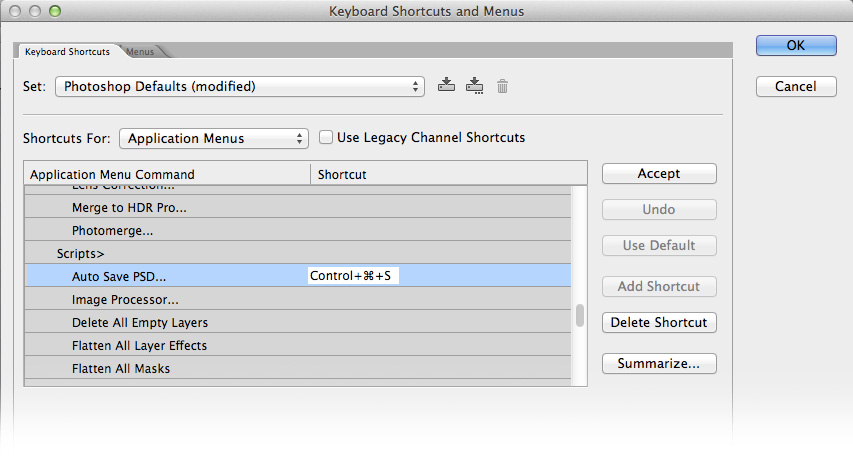 Keyboard Shortcuts and Menus
Keyboard Shortcuts Menus
OK
Set: Photoshop Defaults (modified)
Cancel
Shortcuts For: Application Menus Use Legacy Channel Shortcuts
Application Menu Command Shortcut
Accept
Lens Correction...
Merge to HDR Pro...
Undo
Photomerge...
Scripts>
Use Default
Auto Save PSD... Control+⌘+S
Add Shortcut
Image Processor...
Delete All Empty Layers
Delete Shortcut
Flatten All Layer Effects
Summarize...
Flatten All Masks